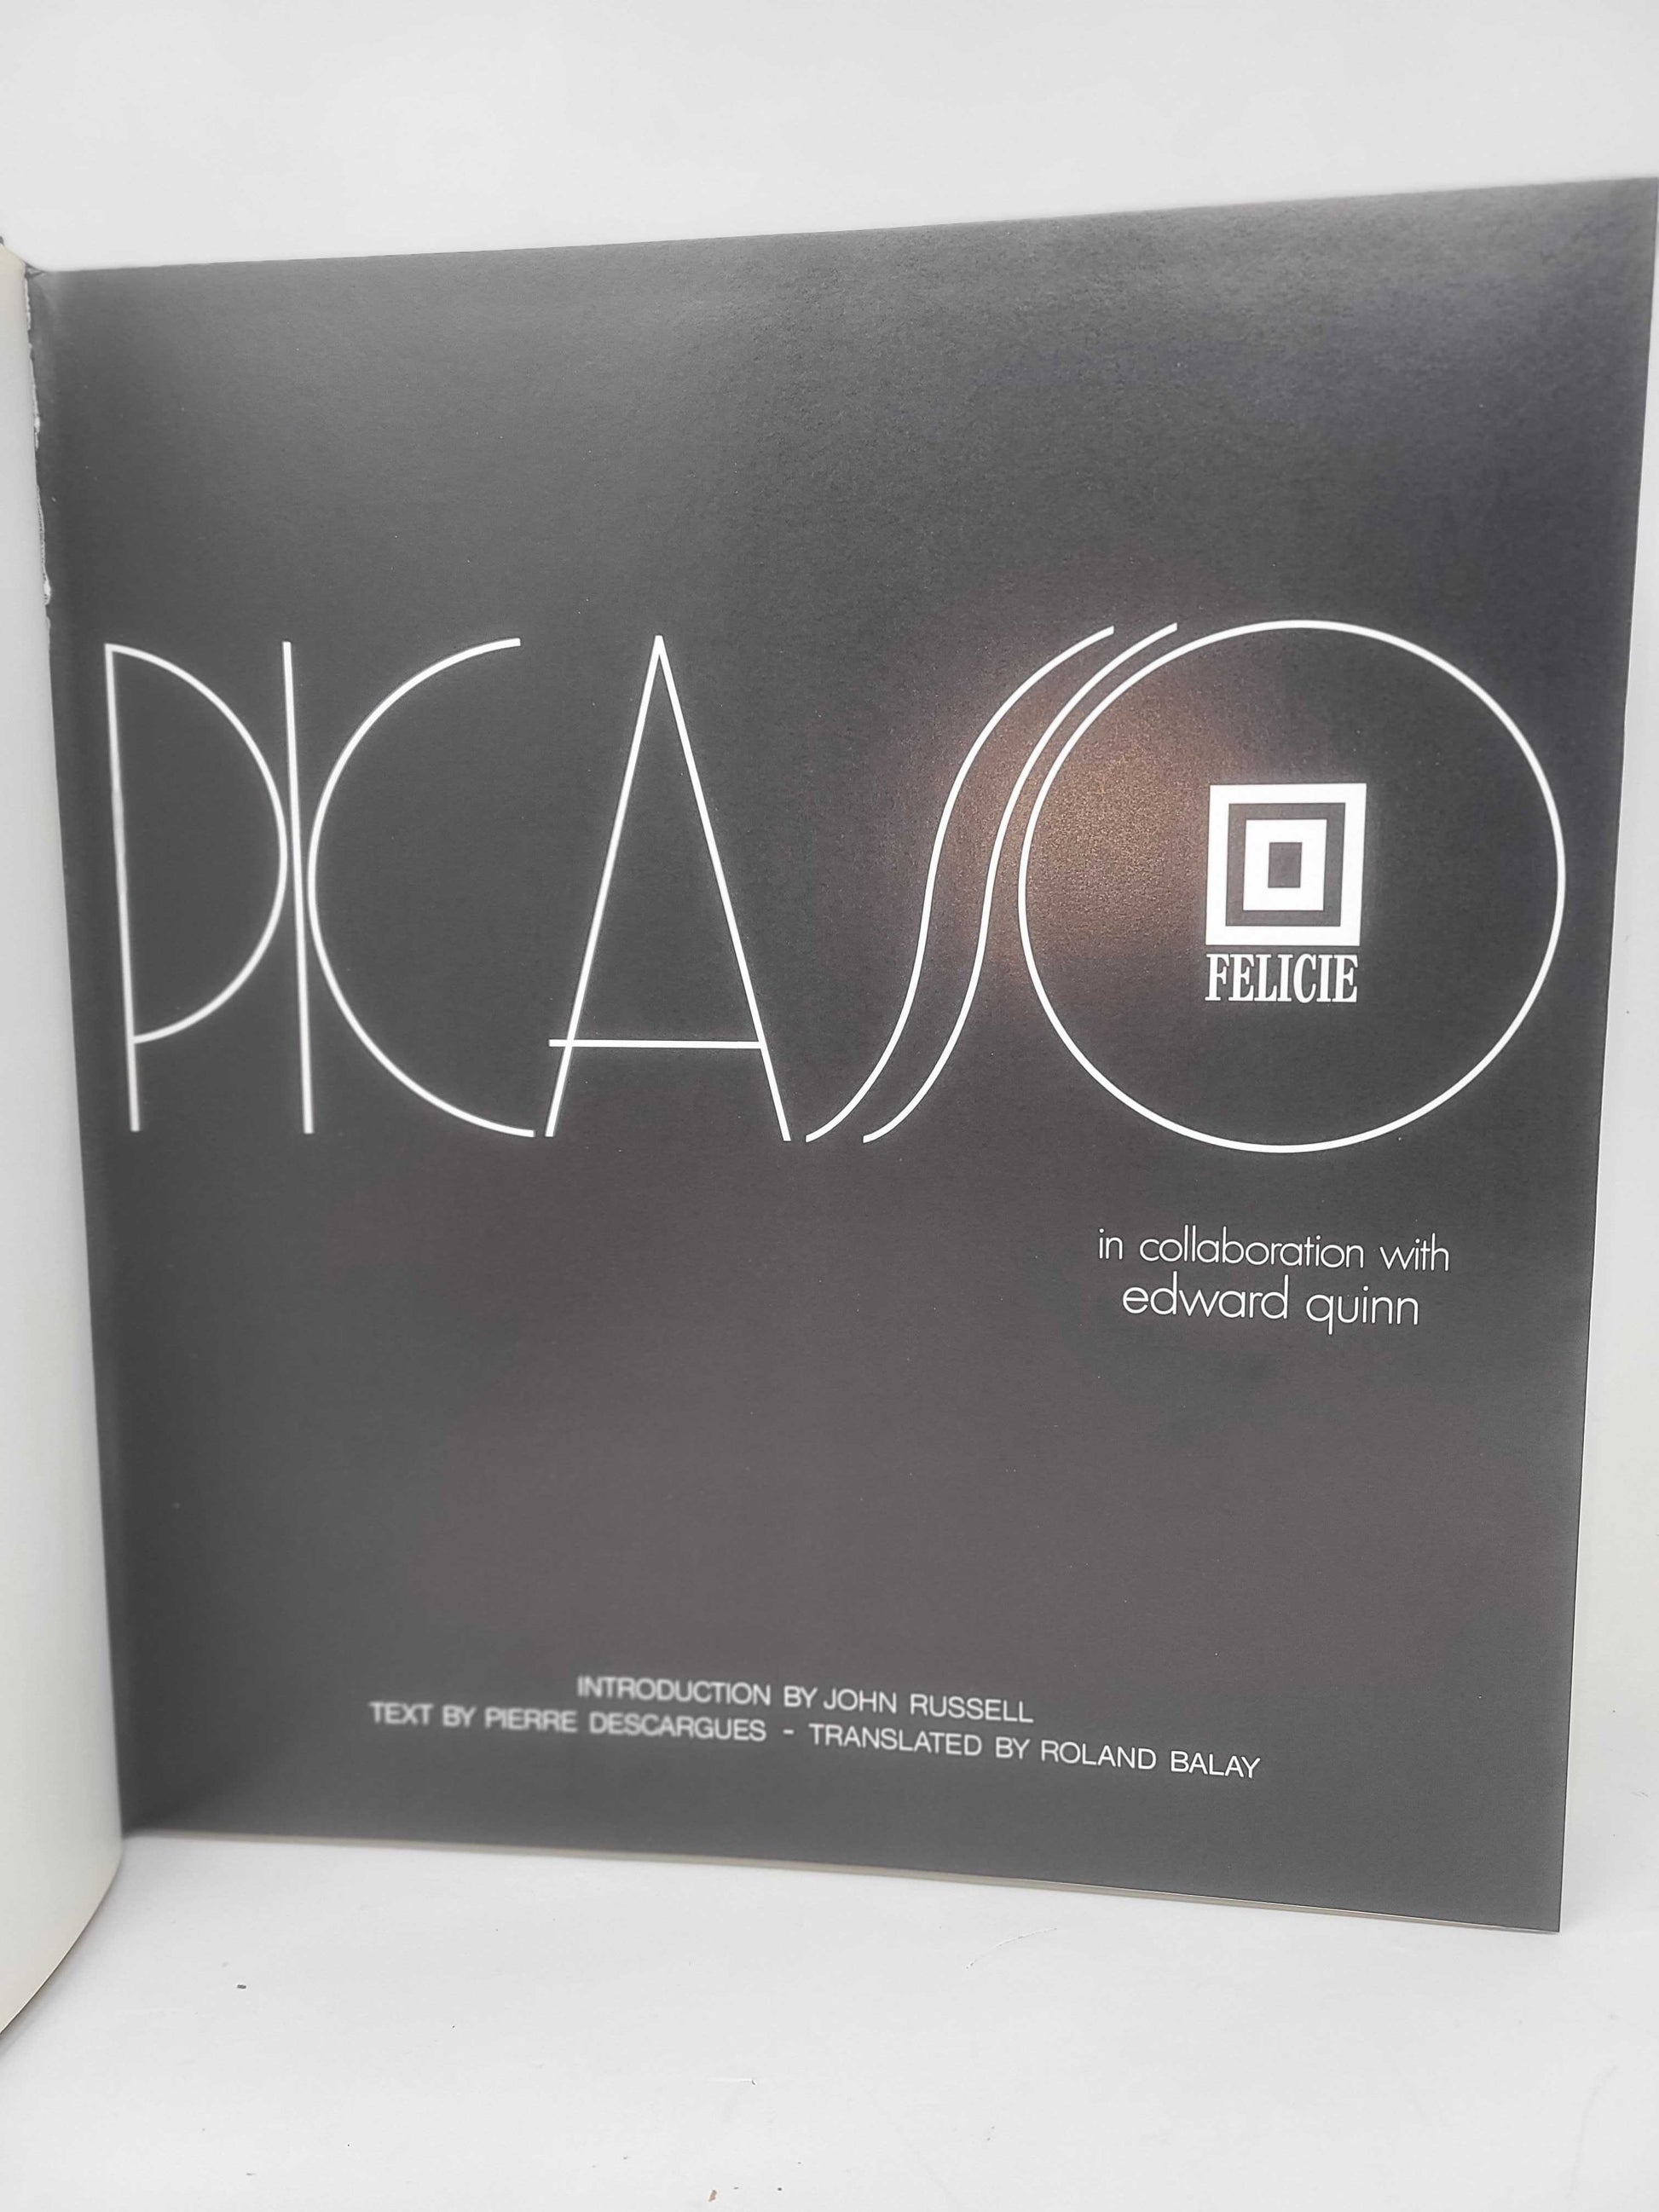 PICASSO
FELICIE
in collaboration with
edward quinn
INTRODUCTION BY JOHN RUSSELL
TEXT BY PIERRE DESCARGUES - TRANSLATED BY ROLAND BALAY